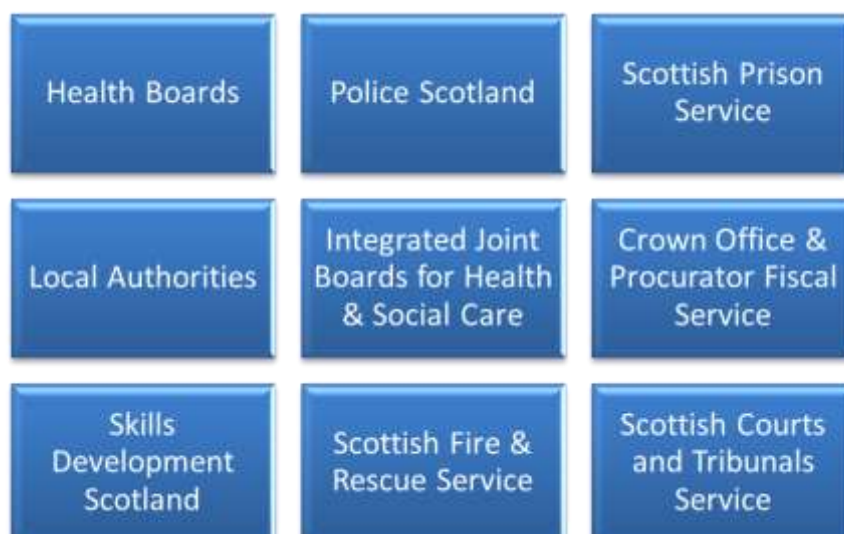 Health Boards
Police Scotland
Scottish Prison
Service
Local Authorities
Integrated Joint
Boards for Health
& Social Care
Crown Office &
Procurator Fiscal
Service
Skills
Development
Scotland
Scottish Fire &
Rescue Service
Scottish Courts
and Tribunals
Service